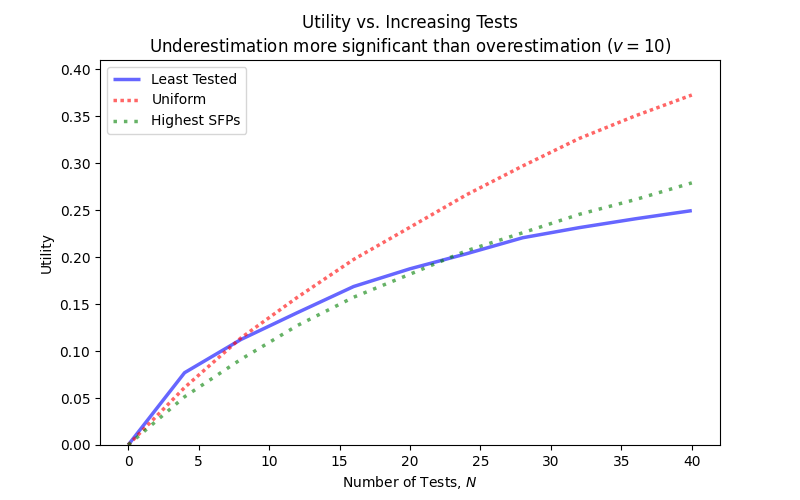 Utility vs. Increasing Tests
Underestimation more significant than overestimation (v = 10)
Least Tested
Uniform
Highest SFPs
Utility
0.40
0.35
0.30
0.25
0.20
0.15
0.10
0.05
0.00
0 5 10 15 20 25 30 35 40
Number of Tests, N